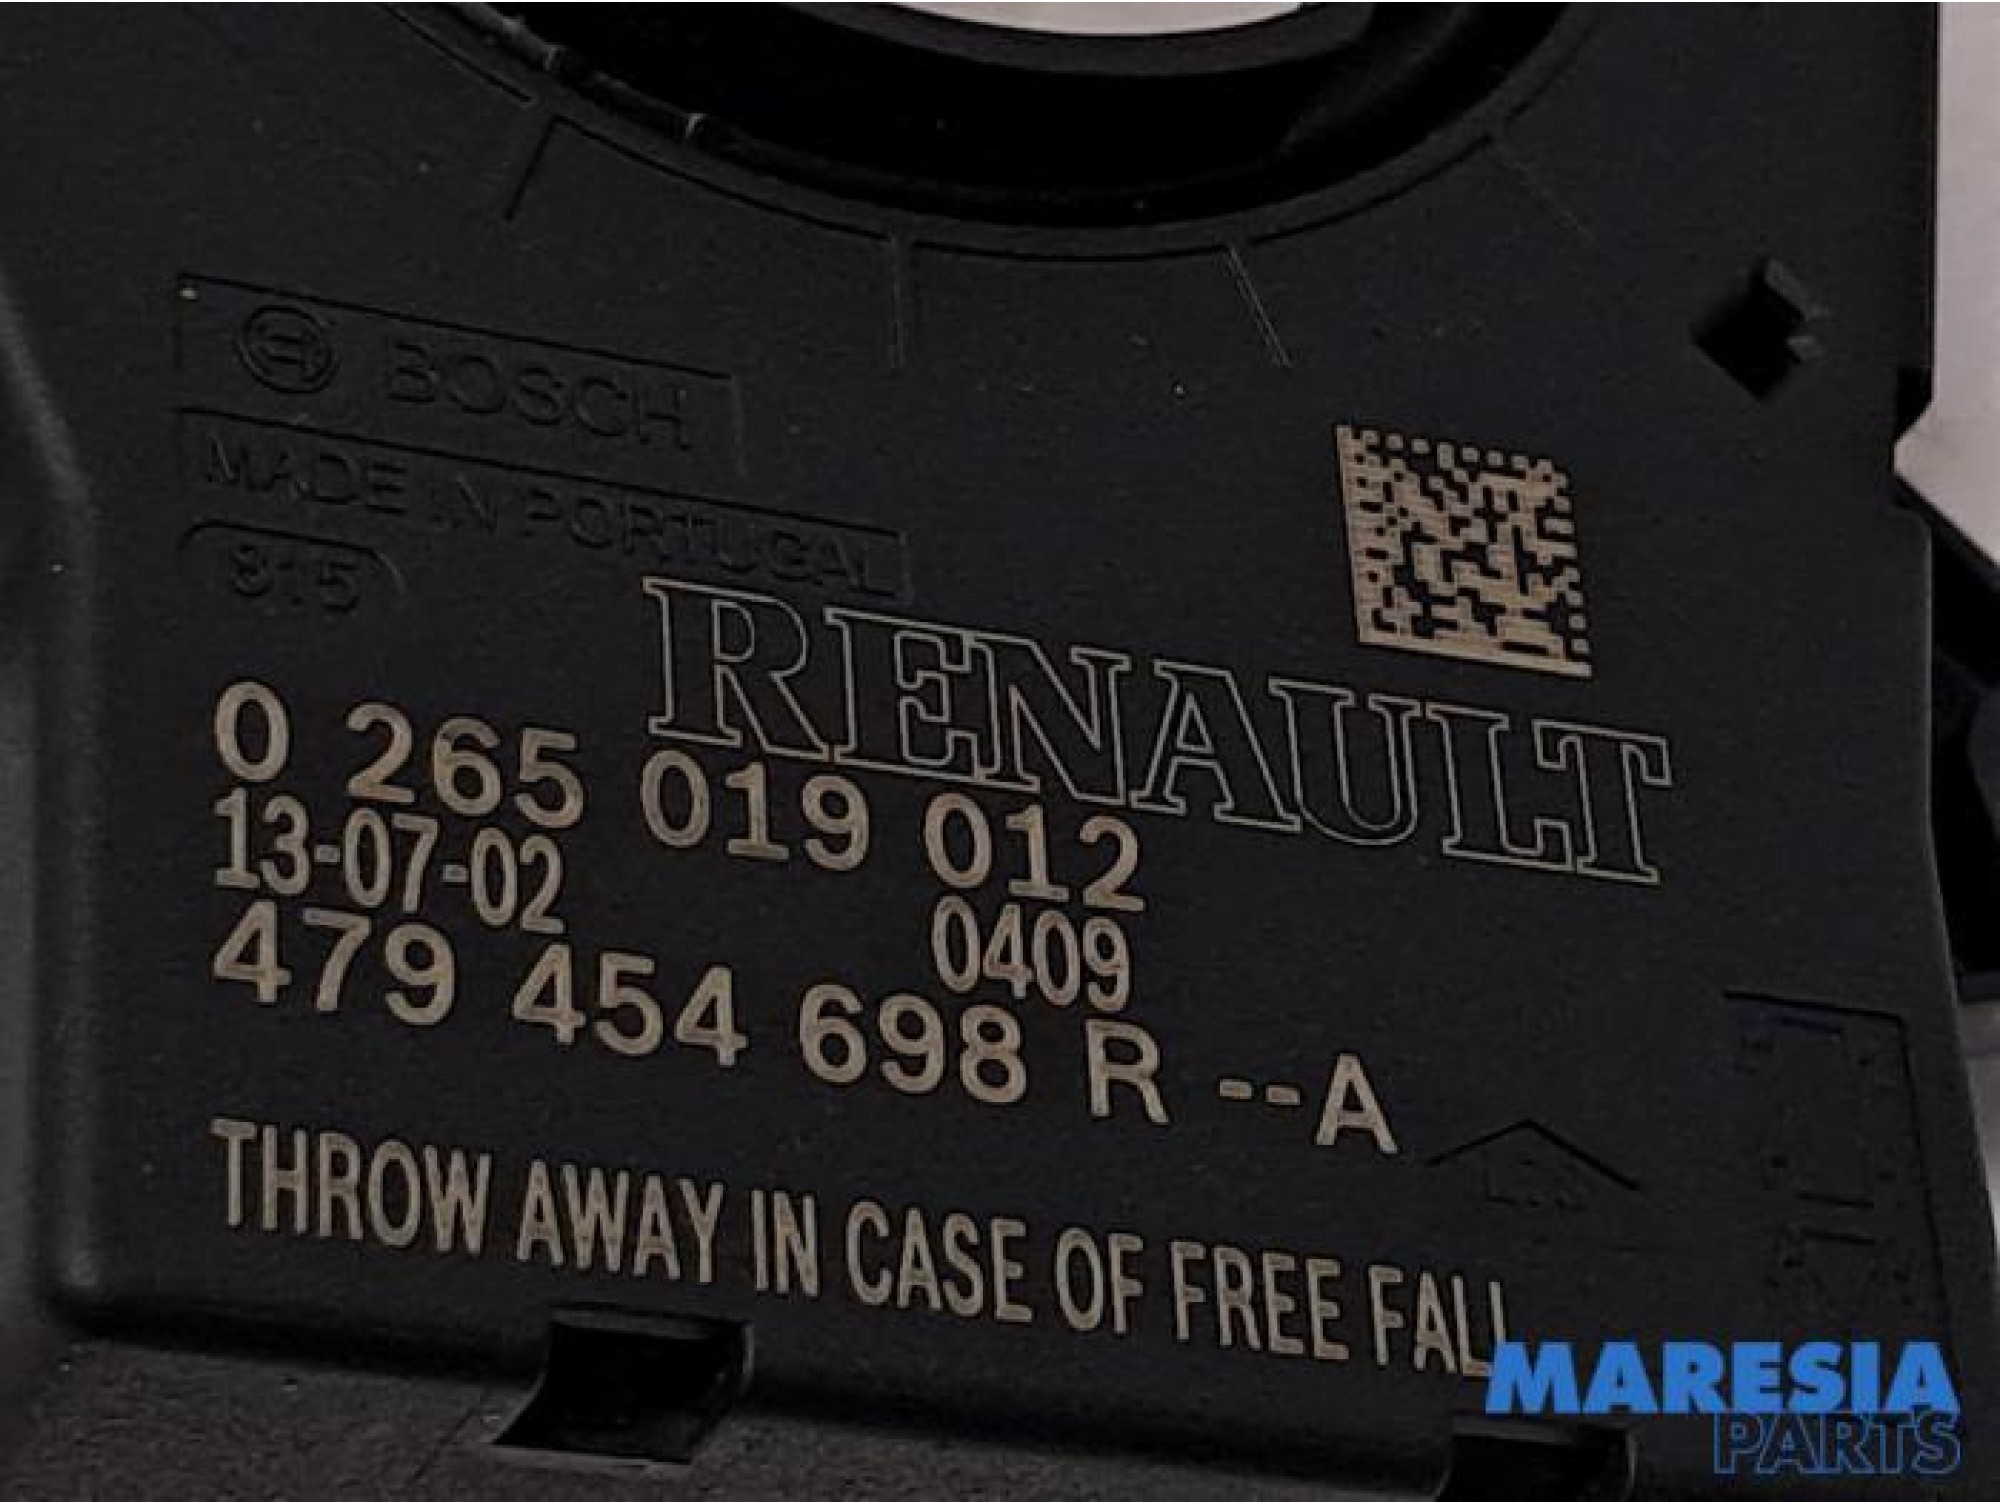 BOSCH
MADE IN PORTUGAL
815
RENAULT
0 265 019 012
13-07-02 0409
479 454 698 R --A
THROW AWAY IN CASE OF FREE FALL
MARESIA
PARTS